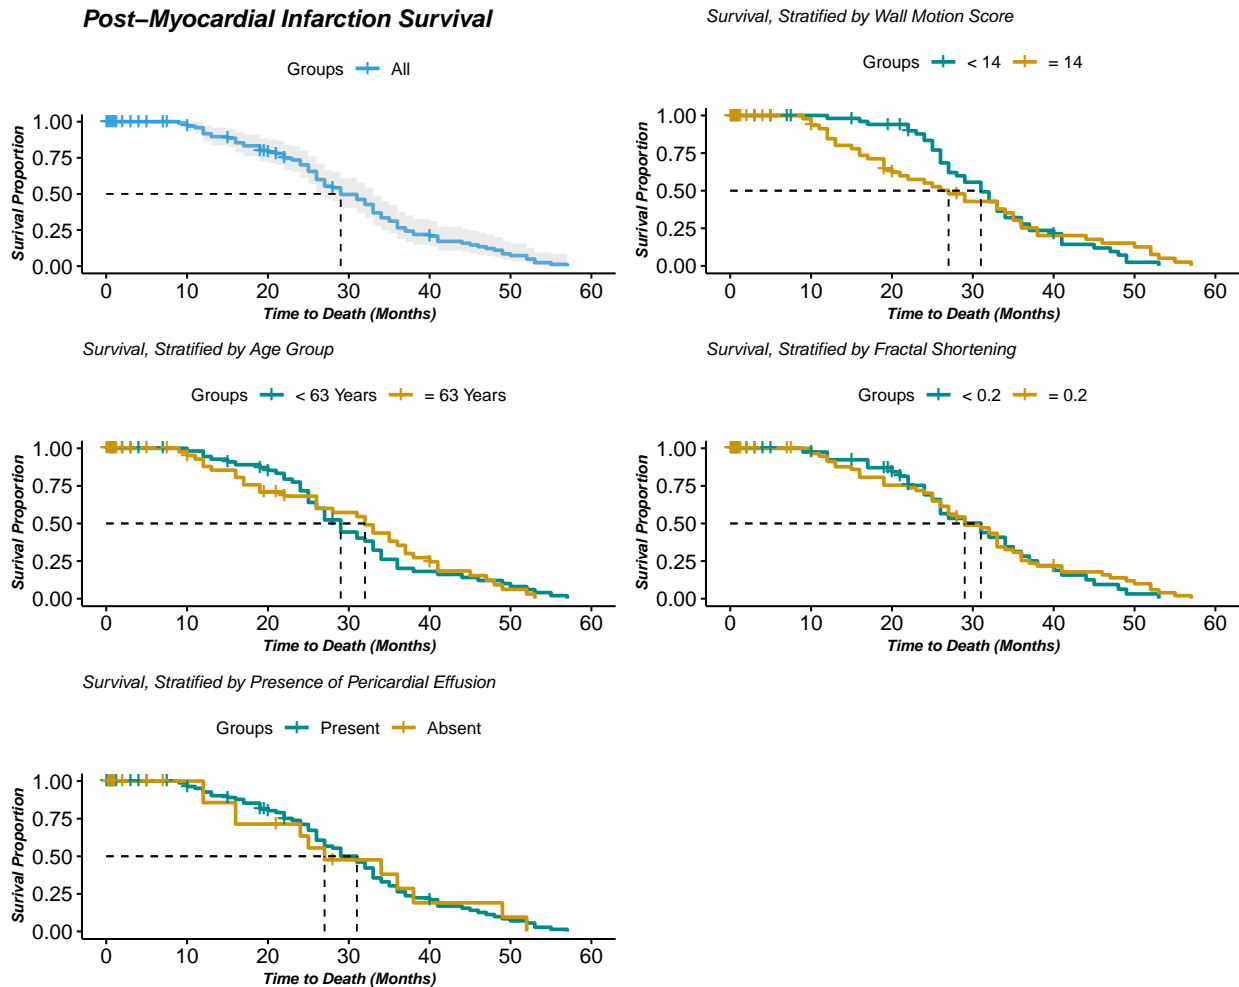 Post–Myocardial Infarction Survival
Groups All
Surival Proportion
1.00
0.75
0.50
0.25
0.00
0 10 20 30 40 50 60
Time to Death (Months)
Survival, Stratified by Wall Motion Score
Groups < 14 = 14
Surival Proportion
1.00
0.75
0.50
0.25
0.00
0 10 20 30 40 50 60
Time to Death (Months)
Survival, Stratified by Age Group
Groups < 63 Years = 63 Years
Surival Proportion
1.00
0.75
0.50
0.25
0.00
0 10 20 30 40 50 60
Time to Death (Months)
Survival, Stratified by Fractal Shortening
Groups < 0.2 = 0.2
Surival Proportion
1.00
0.75
0.50
0.25
0.00
0 10 20 30 40 50 60
Time to Death (Months)
Survival, Stratified by Presence of Pericardial Effusion
Groups Present Absent
Surival Proportion
1.00
0.75
0.50
0.25
0.00
0 10 20 30 40 50 60
Time to Death (Months)